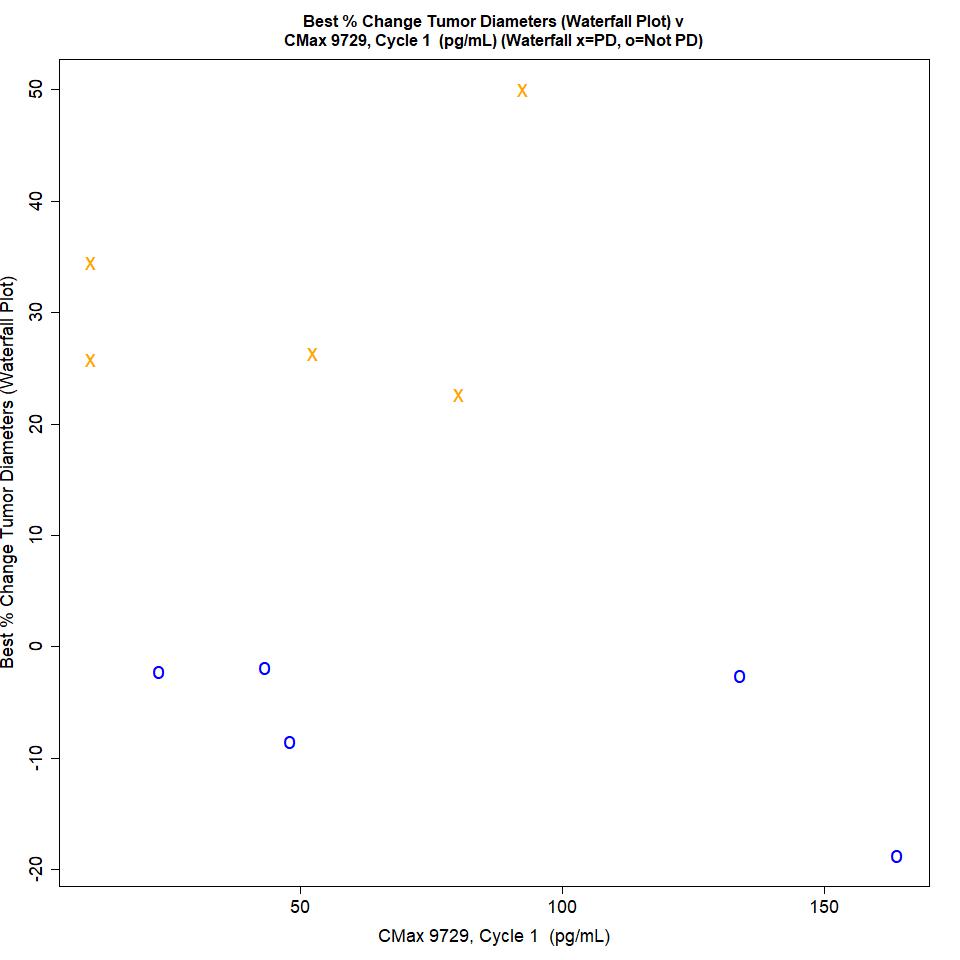 Best % Change Tumor Diameters (Waterfall Plot) v
CMax 9729, Cycle 1  (pg/mL) (Waterfall x=PD, o=Not PD)
Best % Change Tumor Diameters (Waterfall Plot)
50
40
30
20
10
0
-10
-20
X
X
X
X
X
O
O
O
O
O
50
100
150
CMax 9729, Cycle 1  (pg/mL)